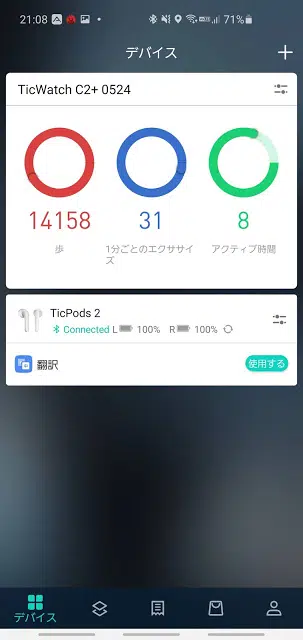 21:08
71%
デバイス
TicWatch C2+ 0524
14158
31
8
歩
1分ごとのエクササイズ
アクティブ時間
TicPods 2
Connected L 100% R 100%
翻訳
使用する
デバイス